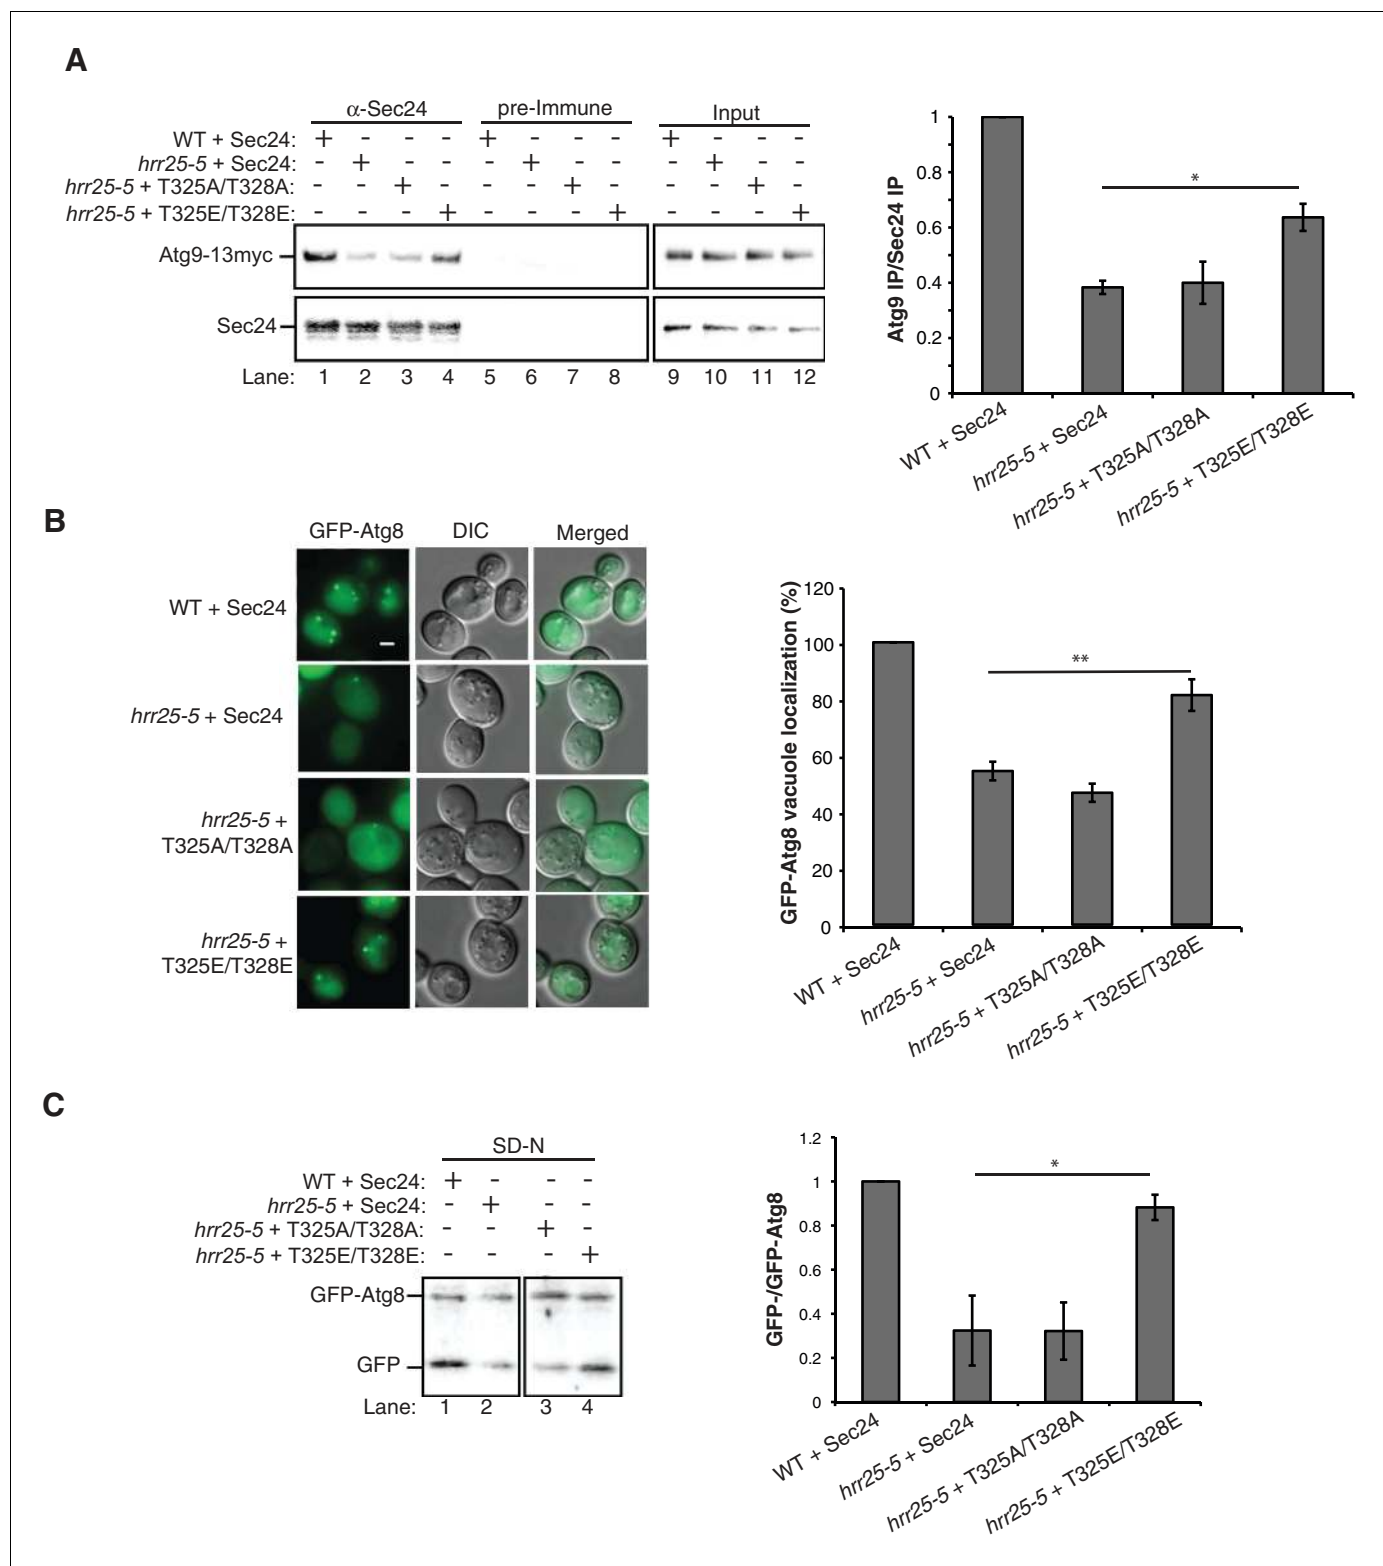 A
α-Sec24 pre-Immune Input
WT + Sec24: + - - - + - - - + - - -
hrr25-5 + Sec24: - + - - - + - - - + - -
hrr25-5 + T325A/T328A: - - + - - - + - - - + -
hrr25-5 + T325E/T328E: - - - + - - - + - - - +
Atg9-13myc
Sec24
Lane: 1 2 3 4 5 6 7 8 9 10 11 12
Atg9 IP/Sec24 IP
1
0.8
0.6
0.4
0.2
0
*
WT + Sec24
hrr25-5 + Sec24
hrr25-5 + T325A/T328A
hrr25-5 + T325E/T328E
B
GFP-Atg8 DIC Merged
WT + Sec24
hrr25-5 + Sec24
hrr25-5 +
T325A/T328A
hrr25-5 +
T325E/T328E
GFP-Atg8 vacuole localization (%)
120
100
80
60
40
20
0
**
WT + Sec24
hrr25-5 + Sec24
hrr25-5 + T325A/T328A
hrr25-5 + T325E/T328E
C
SD-N
WT + Sec24: + - - -
hrr25-5 + Sec24: - + - -
hrr25-5 + T325A/T328A: - - + -
hrr25-5 + T325E/T328E: - - - +
GFP-Atg8
GFP
Lane: 1 2 3 4
GFP-/GFP-Atg8
1.2
1
0.8
0.6
0.4
0.2
0
*
WT + Sec24
hrr25-5 + Sec24
hrr25-5 + T325A/T328A
hrr25-5 + T325E/T328E